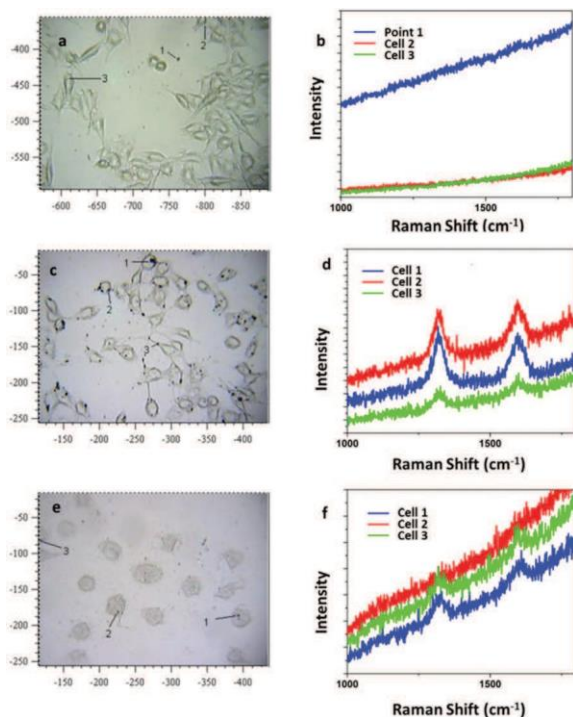 a
1
2
3
-400
-450
-500
-550
-600 -650 -700 -750 -800 -850
b
Point 1
Cell 2
Cell 3
Intensity
1000 1500
Raman Shift (cm-1)
c
1
2
3
-50
-100
-150
-200
-250
-150 -200 -250 -300 -350 -400
d
Cell 1
Cell 2
Cell 3
Intensity
1000 1500
Raman Shift (cm-1)
e
3
2
1
-50
-100
-150
-200
-250
-150 -200 -250 -300 -350 -400
f
Cell 1
Cell 2
Cell 3
Intensity
1000 1500
Raman Shift (cm-1)